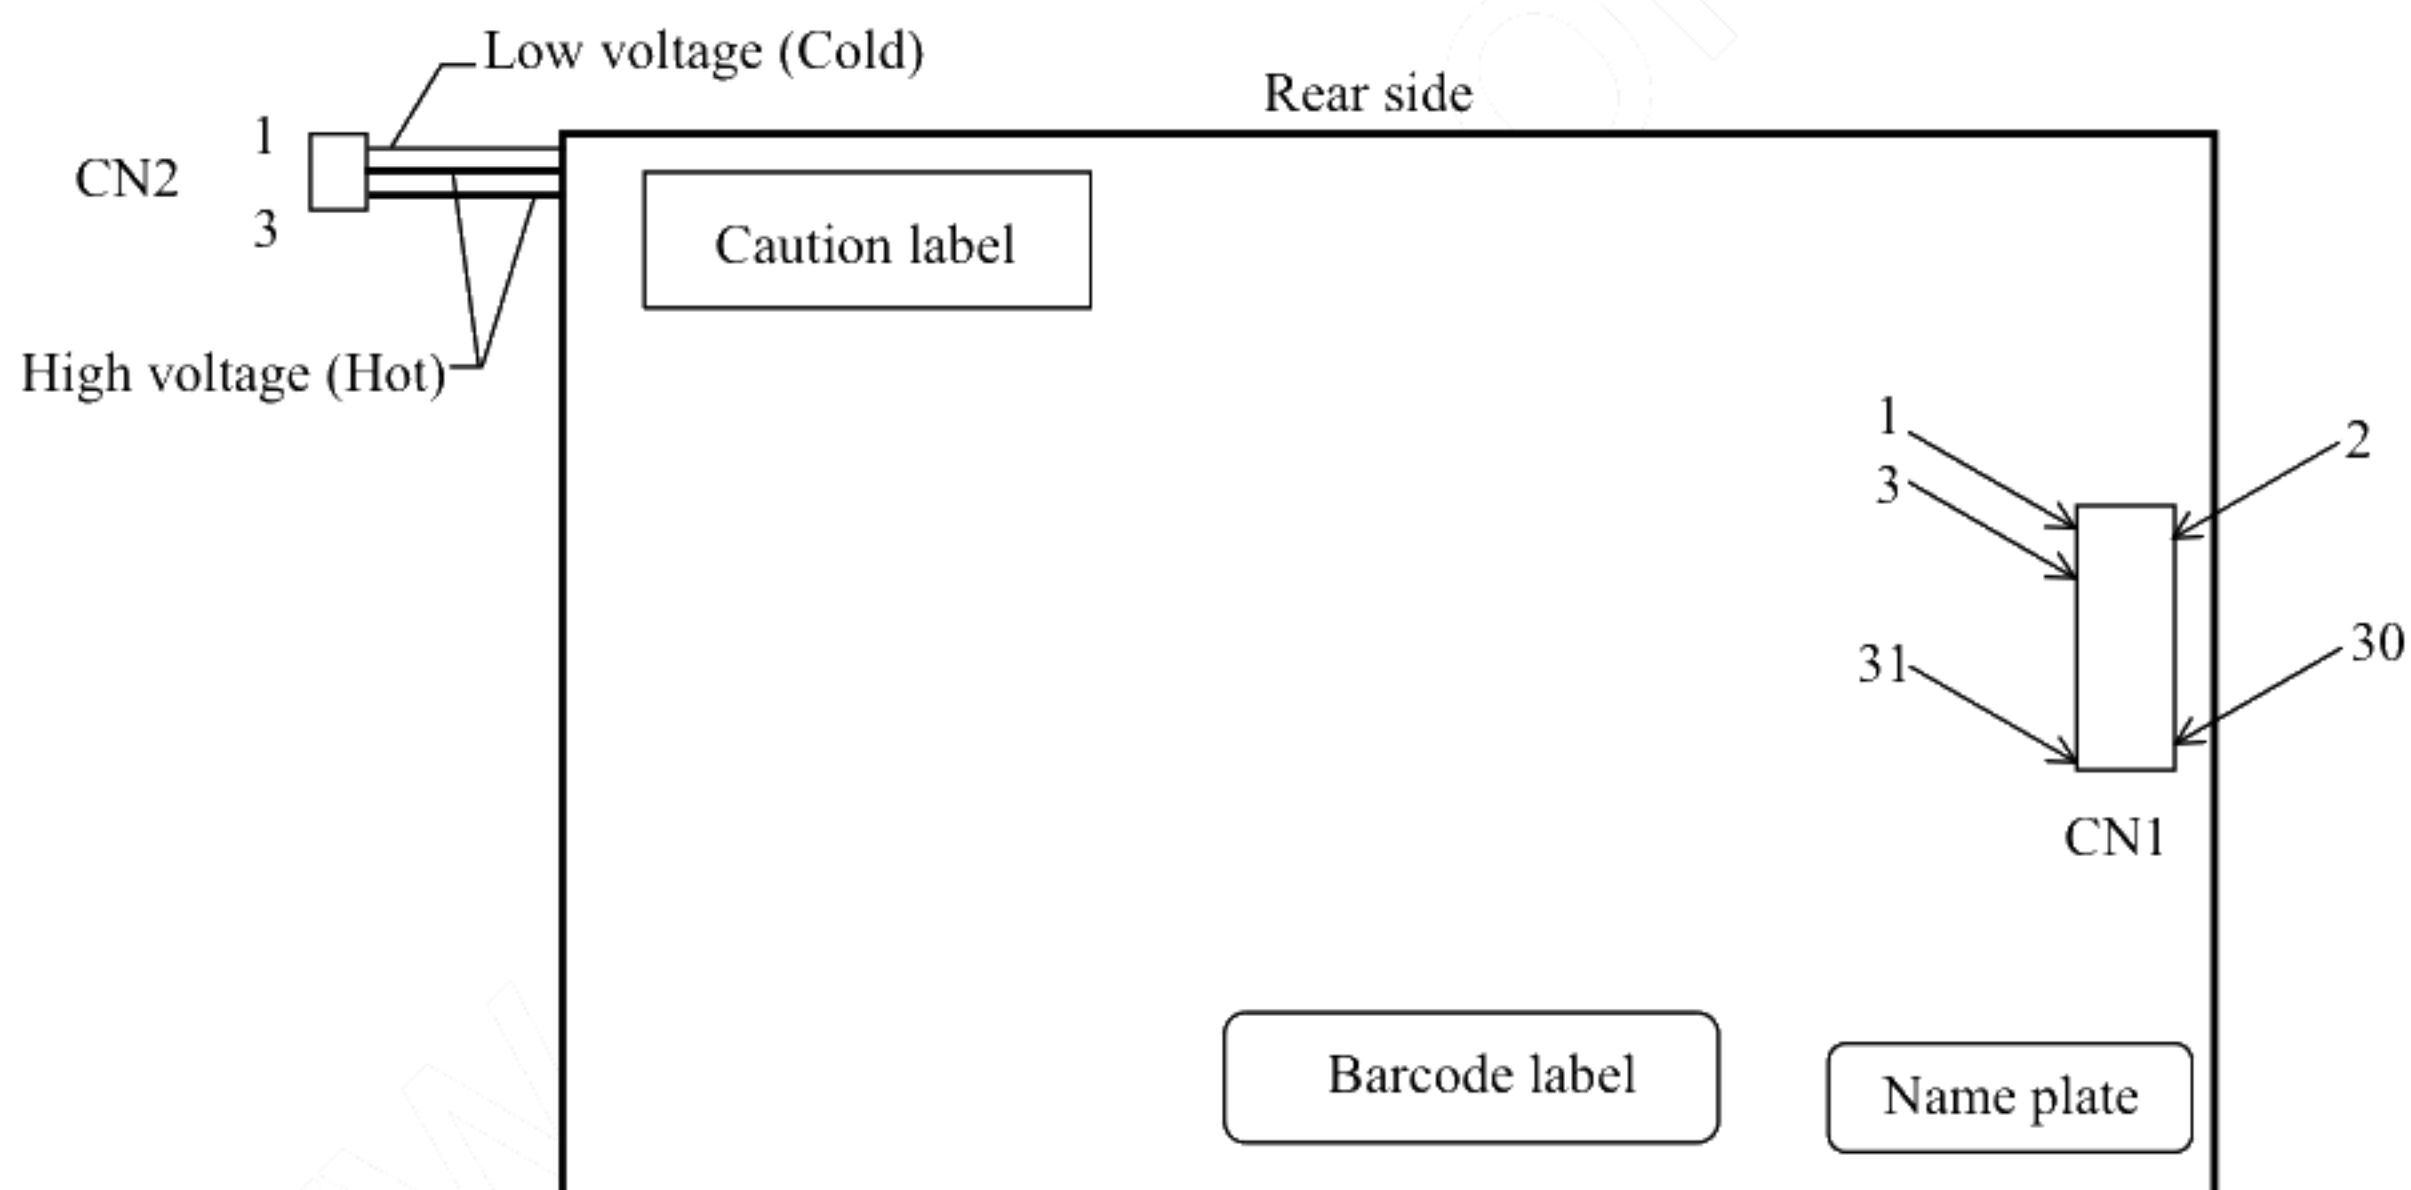 Low voltage (Cold)
Rear side
1
CN2
3
Caution label
High voltage (Hot)
1
2
3
30
31
CN1
Barcode label
Name plate